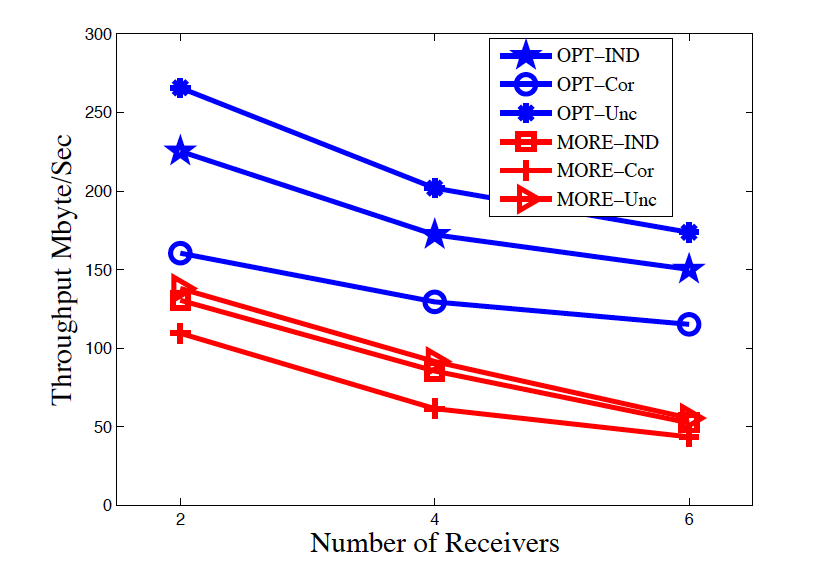 300
250
200
150
100
50
0
Throughput Mbyte/Sec
OPT–IND
OPT–Cor
OPT–Unc
MORE–IND
MORE–Cor
MORE–Unc
2 4 6
Number of Receivers